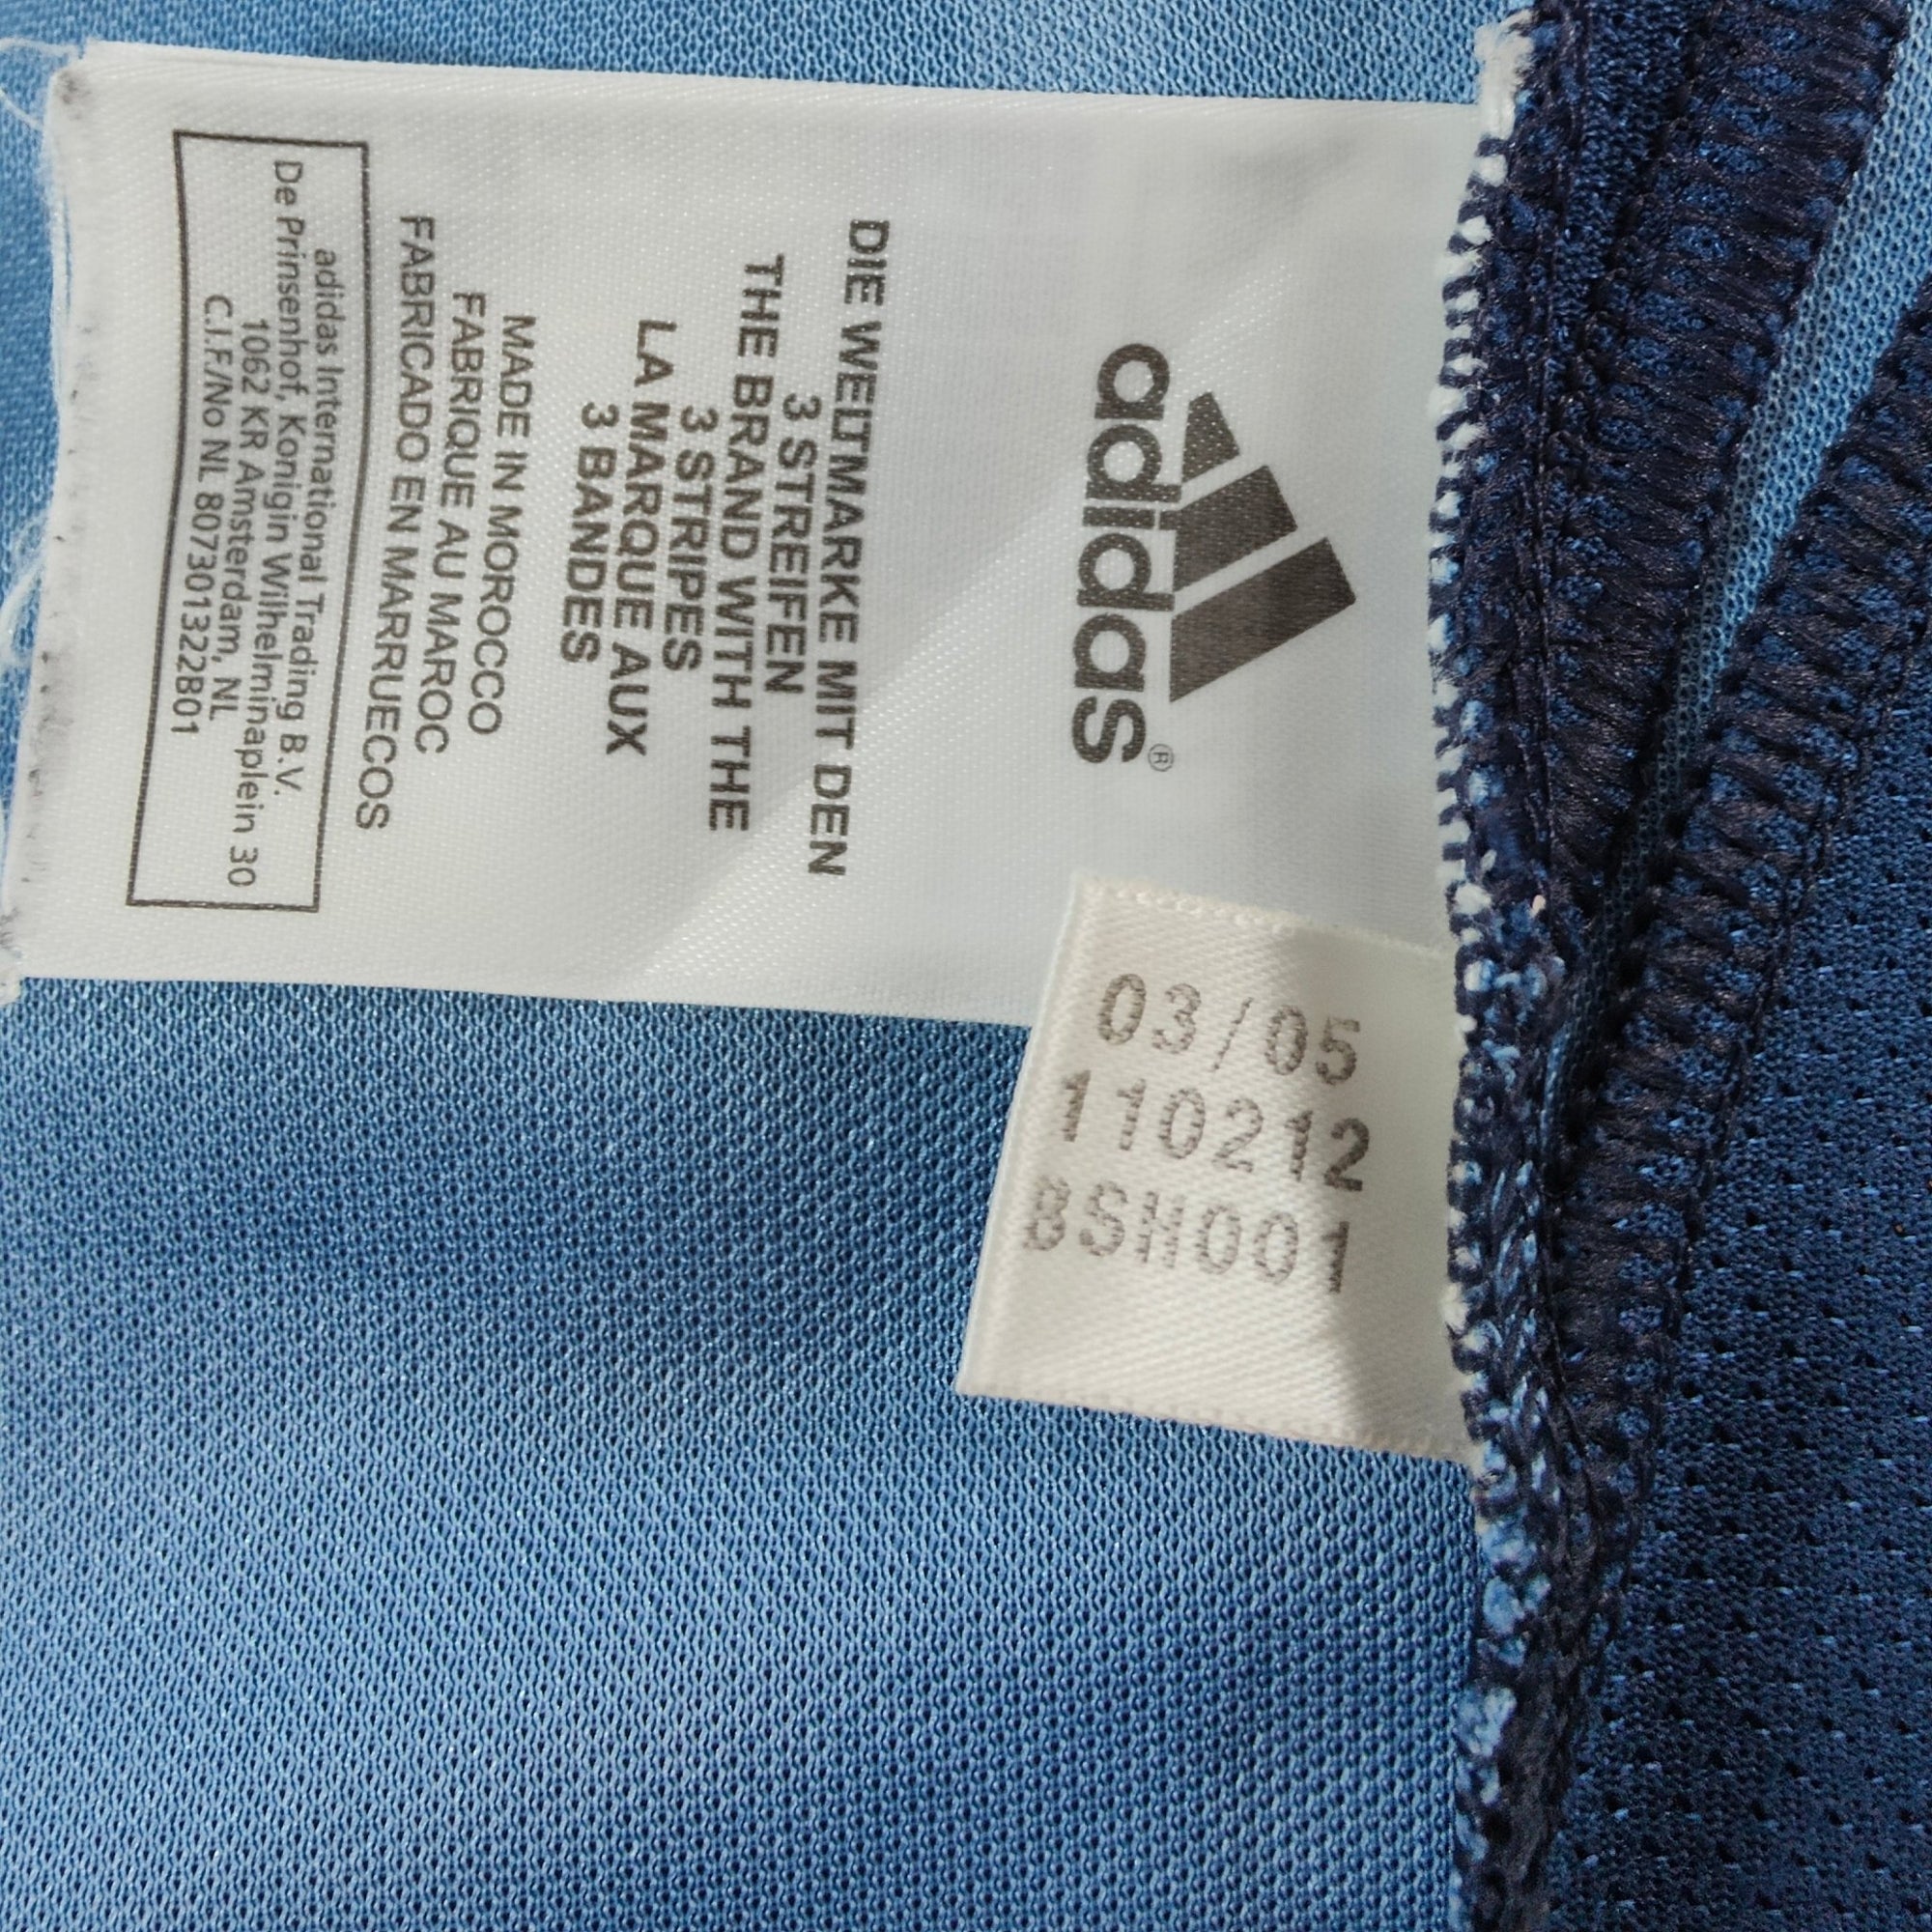 adidas®
DIE WELTMARKE MIT DEN
3 STREIFEN
THE BRAND WITH THE
3 STRIPES
LA MARQUE AUX
3 BANDES
MADE IN MOROCCO
FABRIQUE AU MAROC
FABRICADO EN MARRUECOS
adidas International Trading B.V.
De Prinsenhof, Konigin Wilhelminaplein 30
1062 KR Amsterdam, NL
C.I.F./No NL 807301322B01
03/05
110212
8SH001